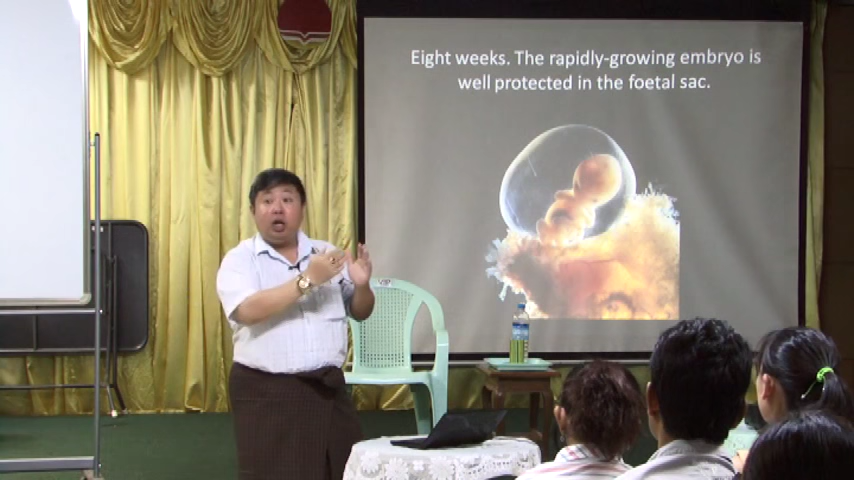 Eight weeks. The rapidly-growing embryo is
well protected in the foetal sac.